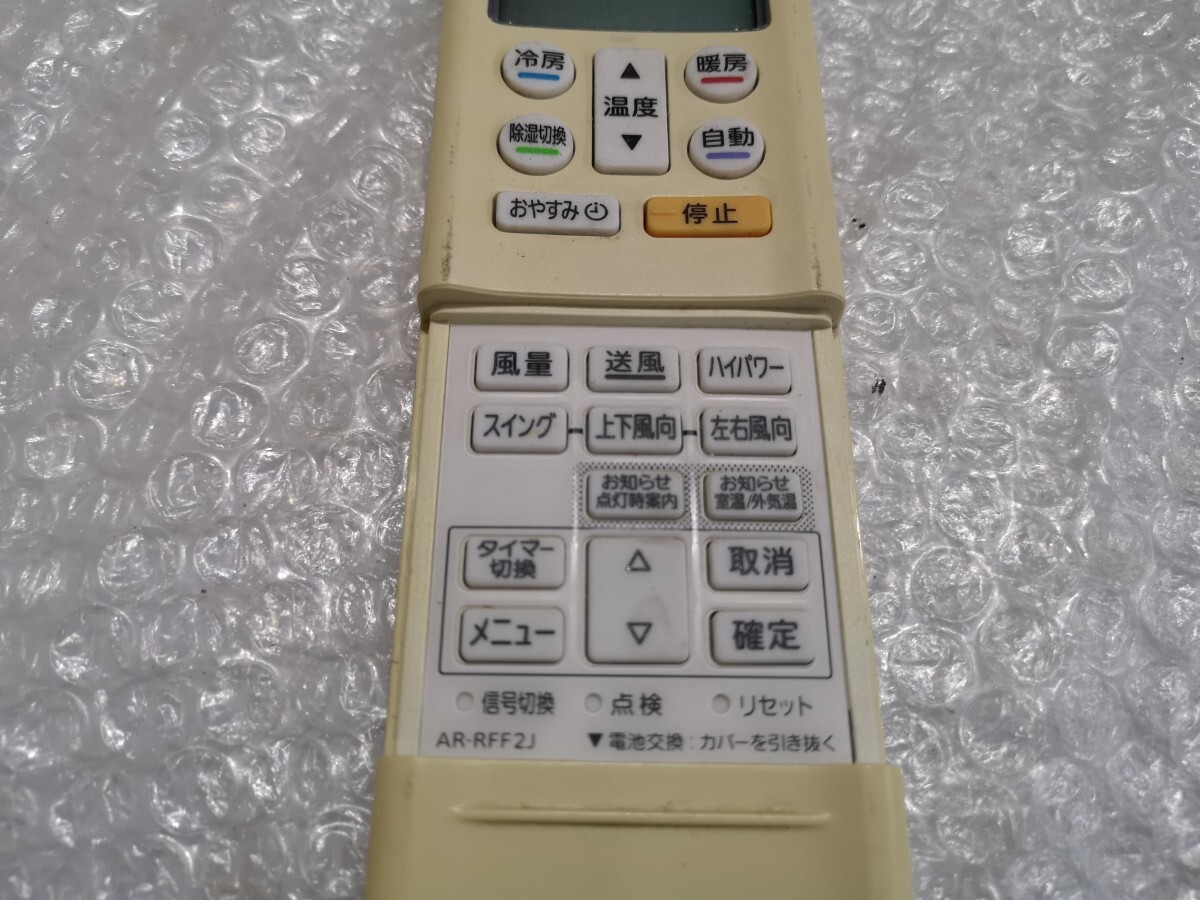 冷房
▲
温度
▼
暖房
除湿切換
自動
おやすみ
停止
風量
送風
ハイパワー
スイング
上下風向
左右風向
お知らせ
点灯時案内
お知らせ
室温/外気温
タイマー
切換
△
▽
取消
メニュー
確定
信号切換
点検
リセット
AR-RFF2J
▼電池交換:カバーを引き抜く